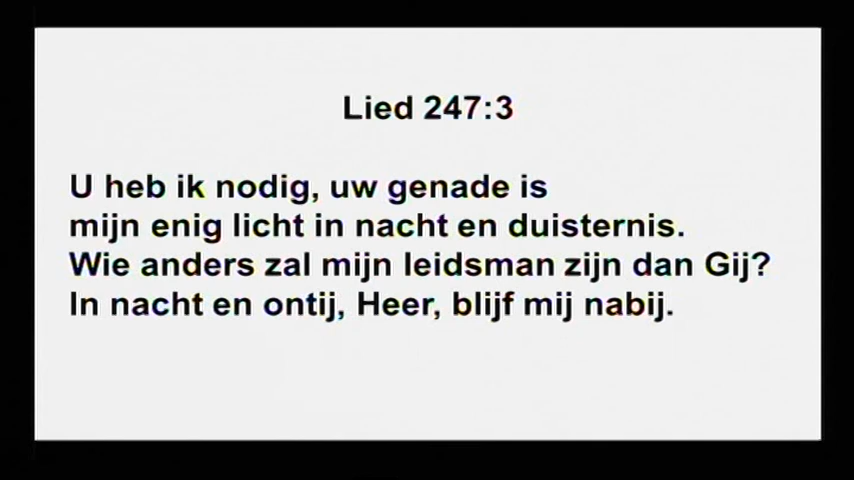 Lied 247:3
U heb ik nodig, uw genade is
mijn enig licht in nacht en duisternis.
Wie anders zal mijn leidsman zijn dan Gij?
In nacht en ontij, Heer, blijf mij nabij.